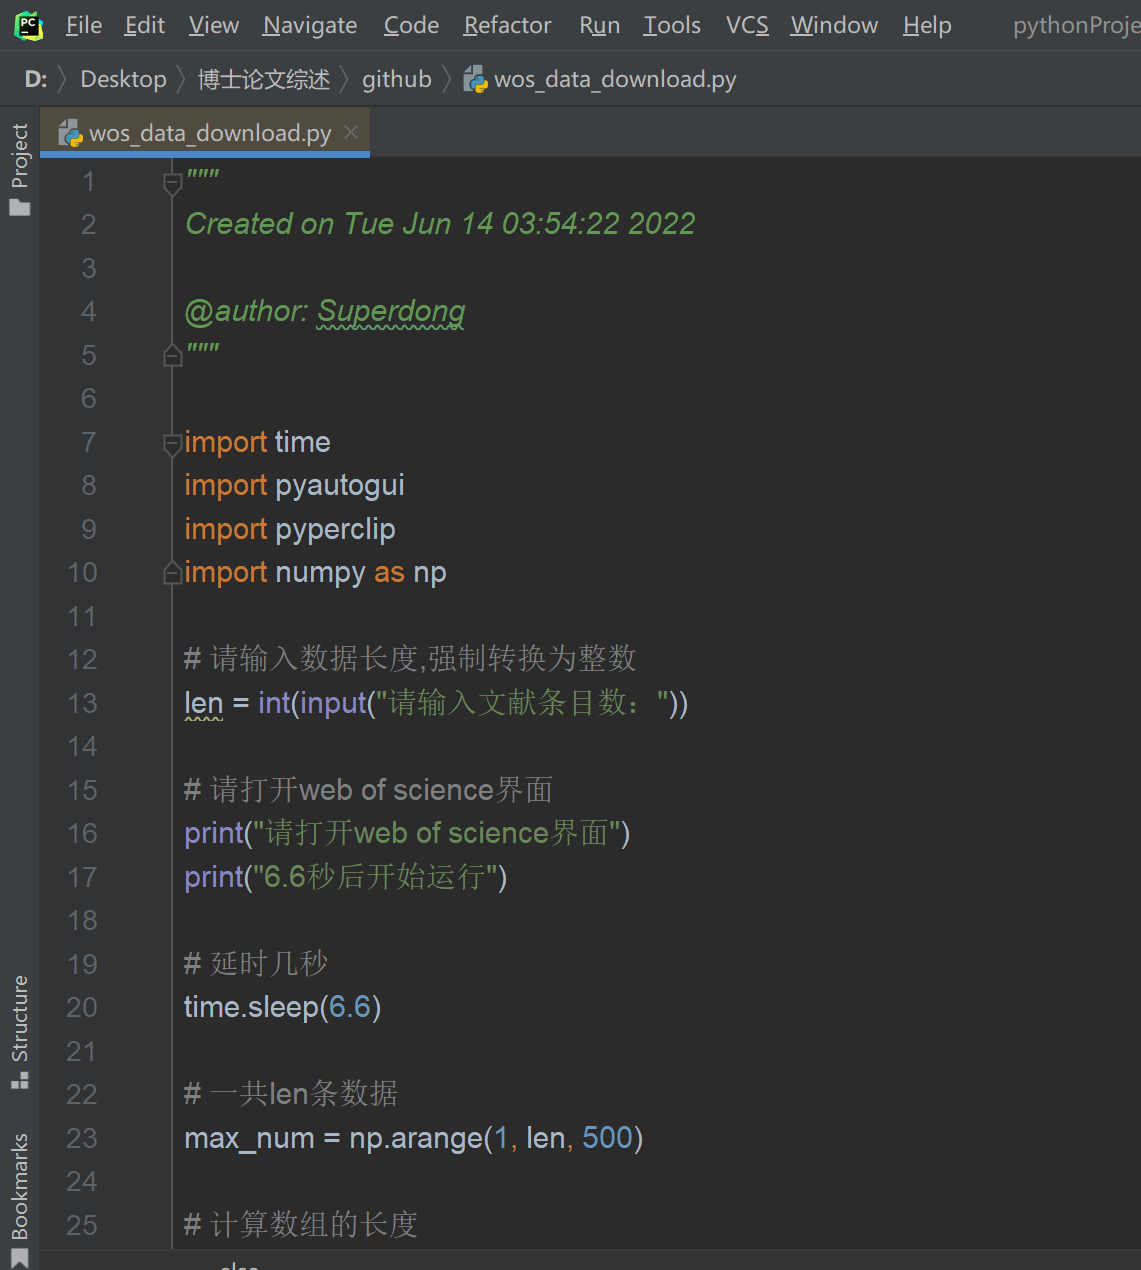 PC File Edit View Navigate Code Refactor Run Tools VCS Window Help pythonProje
D: Desktop 博士论文综述 github wos_data_download.py
wos_data_download.py
Project
Structure
Bookmarks
1 """
2 Created on Tue Jun 14 03:54:22 2022
3
4 @author: Superdong
5 """
6
7 import time
8 import pyautogui
9 import pyperclip
10 import numpy as np
11
12 # 请输入数据长度,强制转换为整数
13 len = int(input("请输入文献条目数："))
14
15 # 请打开web of science界面
16 print("请打开web of science界面")
17 print("6.6秒后开始运行")
18
19 # 延时几秒
20 time.sleep(6.6)
21
22 # 一共len条数据
23 max_num = np.arange(1, len, 500)
24
25 # 计算数组的长度